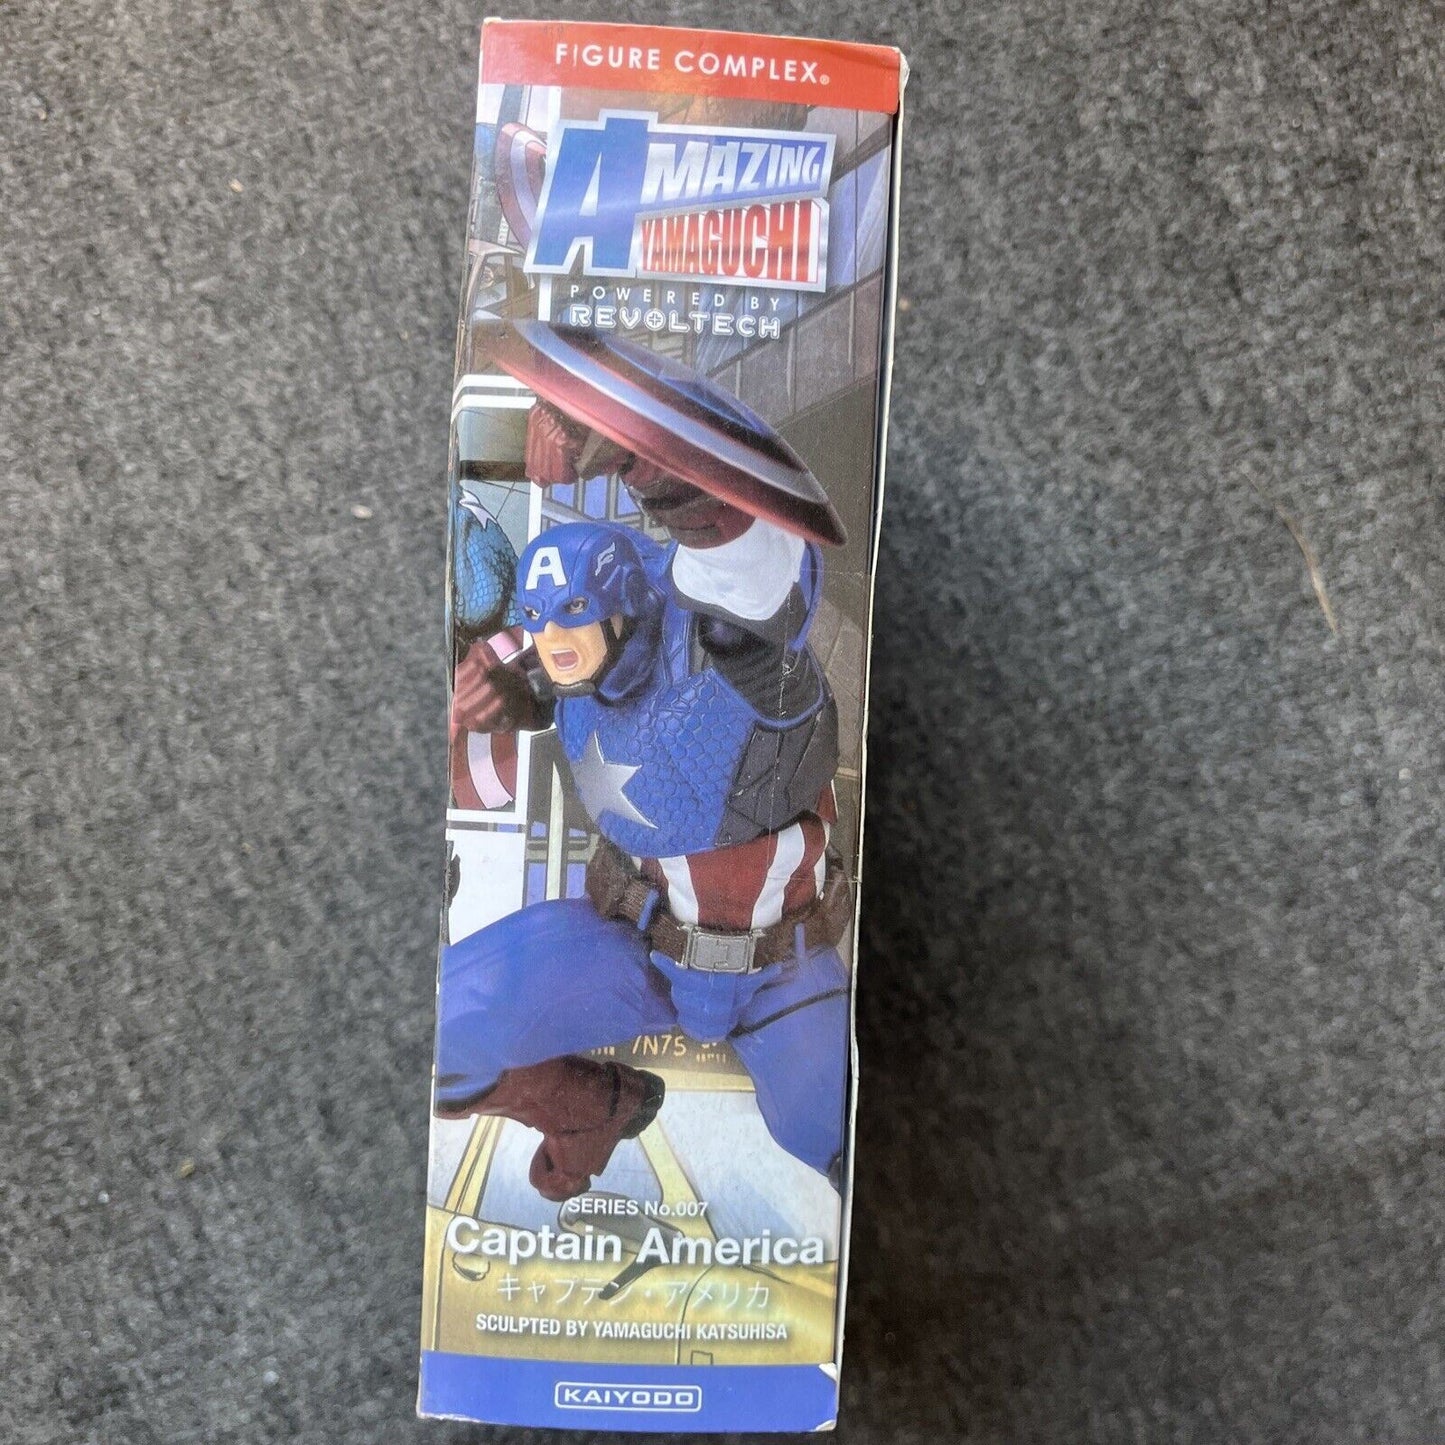 FIGURE COMPLEX®
AMAZING
YAMAGUCHI
POWERED BY
REVOLTECH
A
/N75
SERIES No.007
Captain America
キャプテン・アメリカ
SCULPTED BY YAMAGUCHI KATSUHISA
KAIYODO